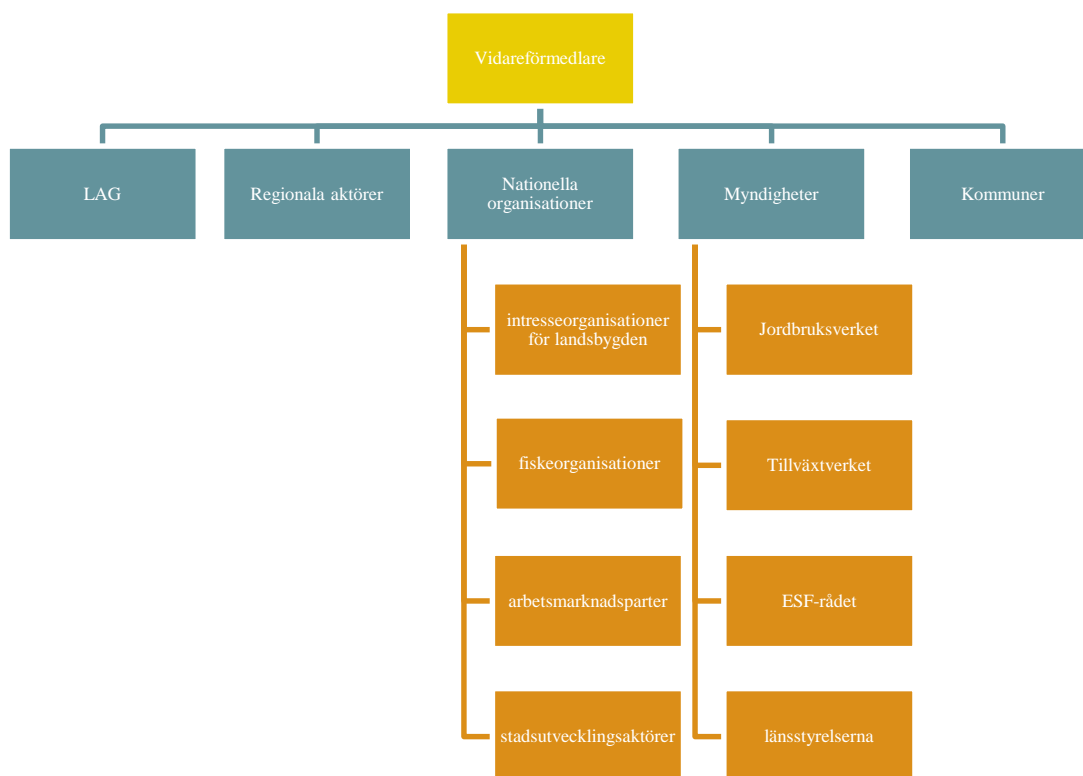 Vidareförmedlare
LAG
Regionala aktörer
Nationella
organisationer
Myndigheter
Kommuner
intresseorganisationer
för landsbygden
Jordbruksverket
fiskeorganisationer
Tillväxtverket
arbetsmarknadsparter
ESF-rådet
stadsutvecklingsaktörer
länsstyrelserna